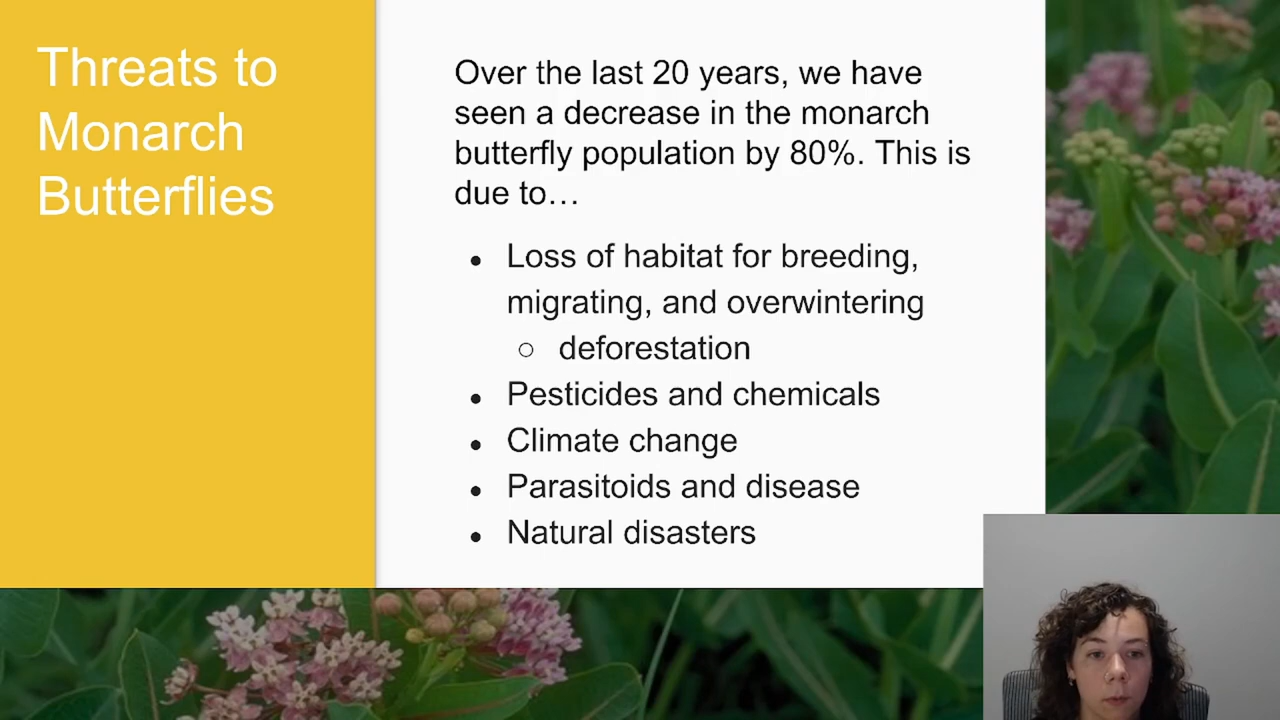 Threats to
Monarch
Butterflies
Over the last 20 years, we have
seen a decrease in the monarch
butterfly population by 80%. This is
due to…
● Loss of habitat for breeding,
migrating, and overwintering
○ deforestation
● Pesticides and chemicals
● Climate change
● Parasitoids and disease
● Natural disasters